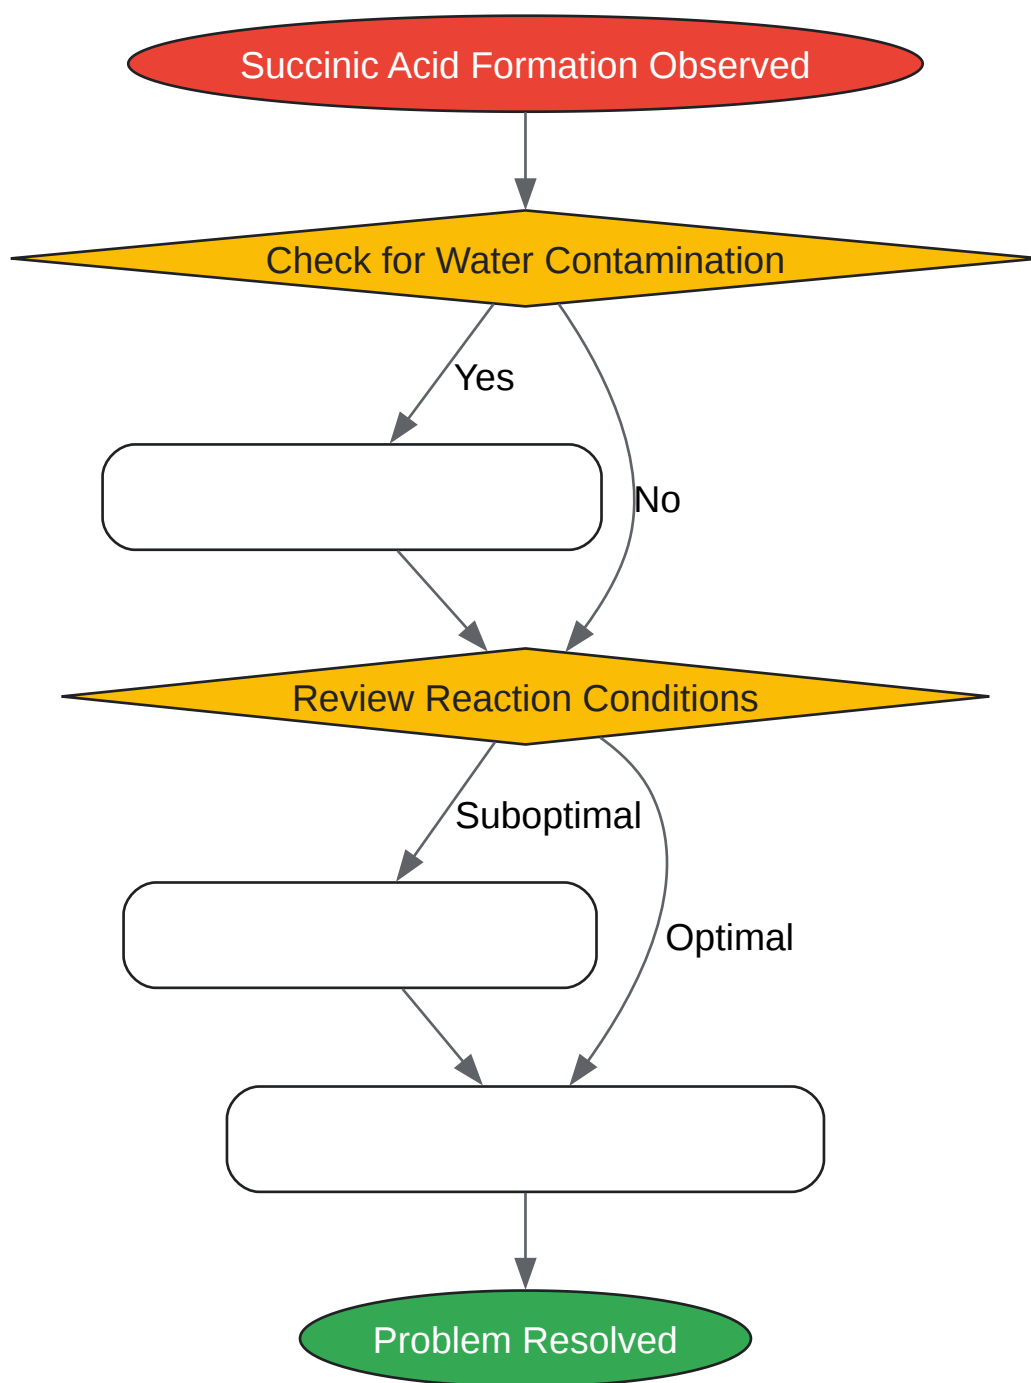 Succinic Acid Formation Observed
Check for Water Contamination
Yes
No
Review Reaction Conditions
Suboptimal
Optimal
Problem Resolved